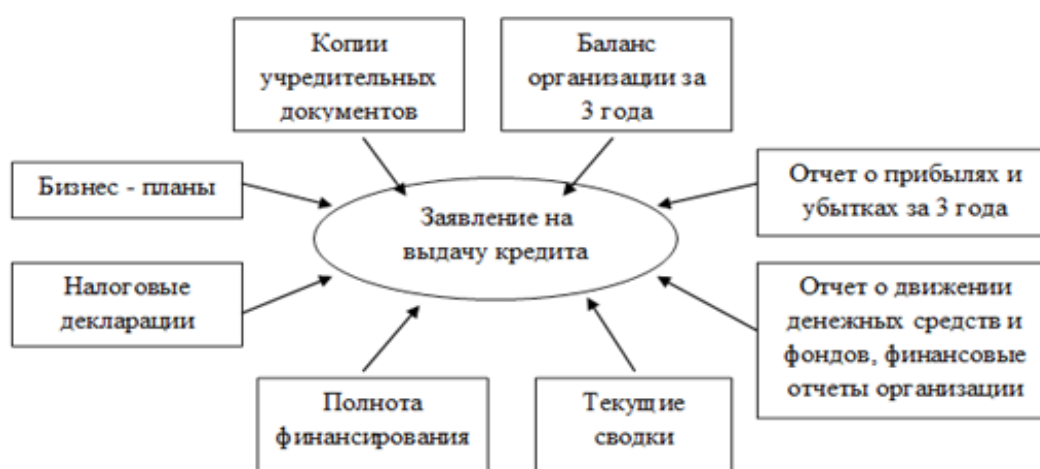 Копии
учредительных
документов
Баланс
организации за
3 года
Бизнес - планы
Заявление на
выдачу кредита
Отчет о прибылях и
убытках за 3 года
Налоговые
декларации
Отчет о движении
денежных средств и
фондов, финансовые
отчеты организации
Полнота
финансирования
Текущие
сводки